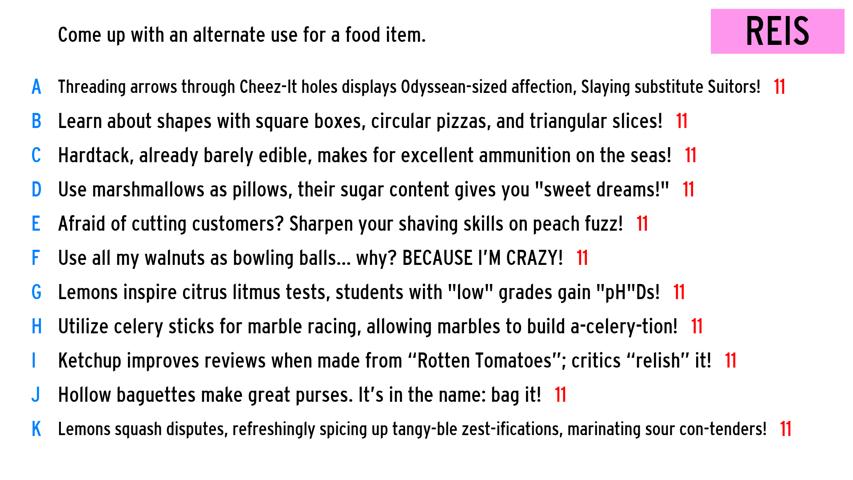 Come up with an alternate use for a food item.
REIS
A Threading arrows through Cheez-It holes displays Odyssean-sized affection, Slaying substitute Suitors! 11
B Learn about shapes with square boxes, circular pizzas, and triangular slices! 11
C Hardtack, already barely edible, makes for excellent ammunition on the seas! 11
D Use marshmallows as pillows, their sugar content gives you "sweet dreams!" 11
E Afraid of cutting customers? Sharpen your shaving skills on peach fuzz! 11
F Use all my walnuts as bowling balls... why? BECAUSE I'M CRAZY! 11
G Lemons inspire citrus litmus tests, students with "low" grades gain "pH"Ds! 11
H Utilize celery sticks for marble racing, allowing marbles to build a-celery-tion! 11
I Ketchup improves reviews when made from “Rotten Tomatoes”; critics “relish” it! 11
J Hollow baguettes make great purses. It’s in the name: bag it! 11
K Lemons squash disputes, refreshingly spicing up tangy-ble zest-ifications, marinating sour con-tenders! 11